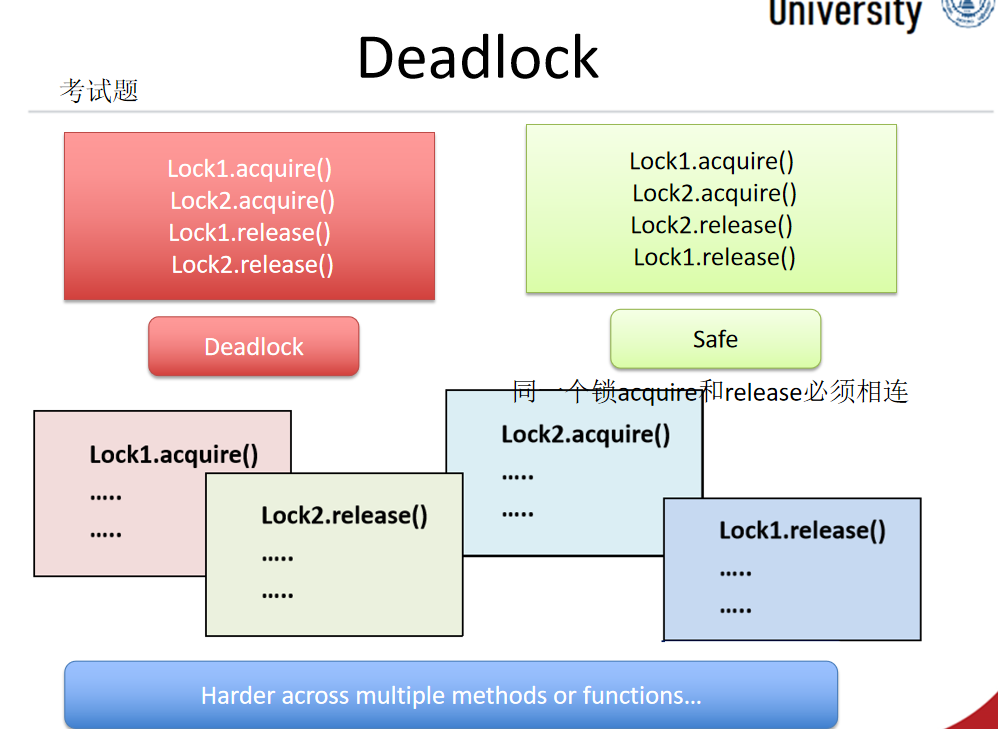 University
Deadlock
考试题
Lock1.acquire()
Lock2.acquire()
Lock1.release()
Lock2.release()
Lock1.acquire()
Lock2.acquire()
Lock2.release()
Lock1.release()
Deadlock
Safe
同一个锁acquire和release必须相连
Lock1.acquire()
.....
.....
Lock2.release()
.....
.....
Lock2.acquire()
.....
.....
Lock1.release()
.....
.....
Harder across multiple methods or functions…